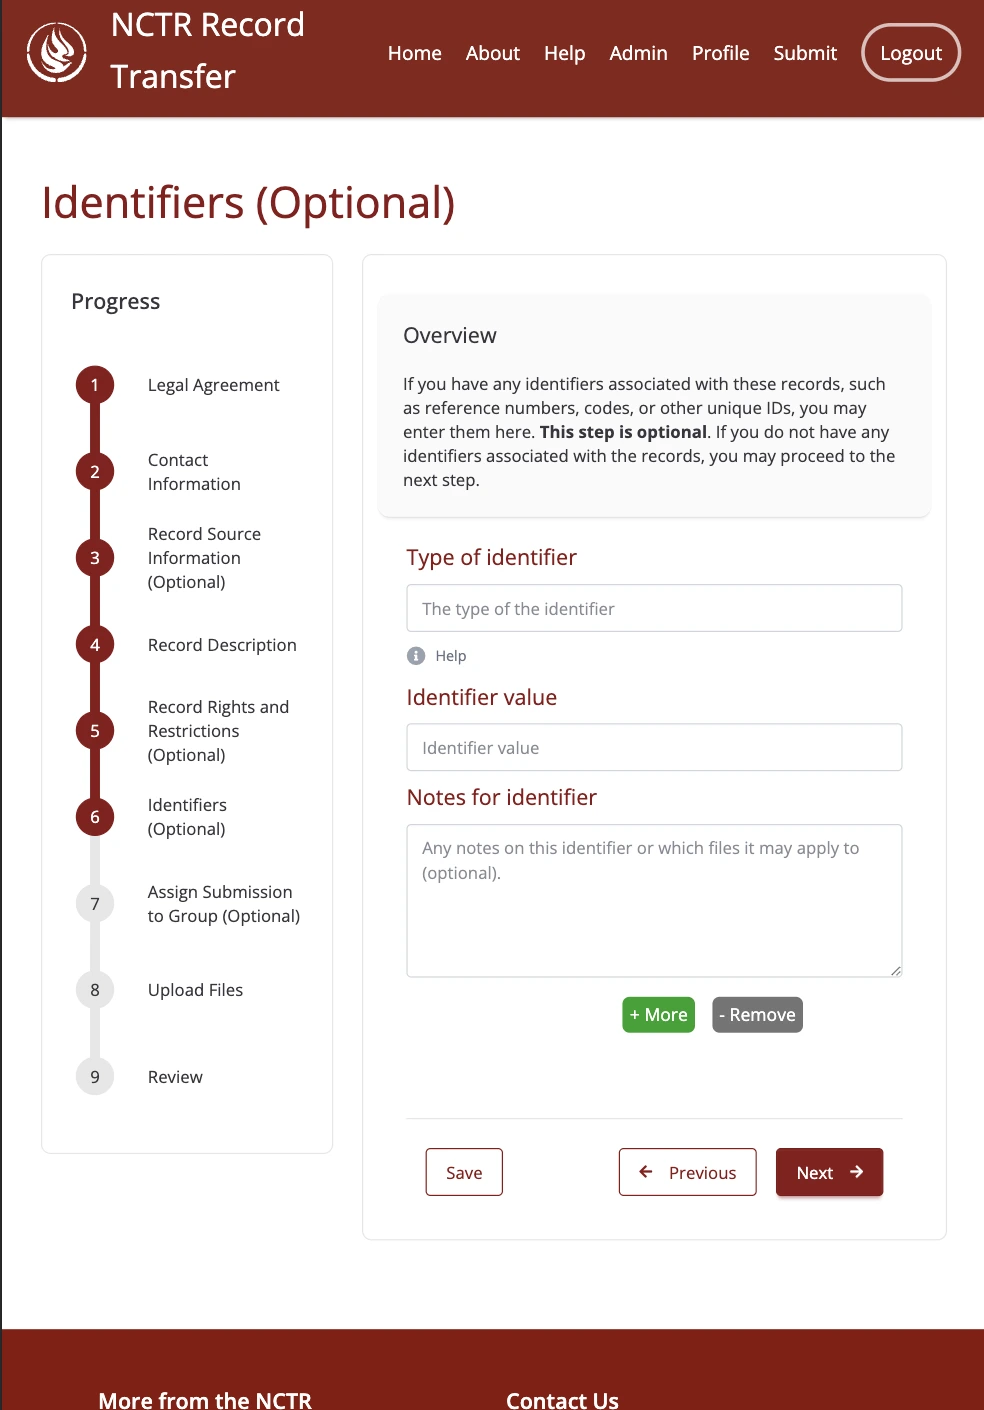 NCTR Record
Transfer
Home About Help Admin Profile Submit Logout
Identifiers (Optional)
Progress
1 Legal Agreement
2 Contact
Information
3 Record Source
Information
(Optional)
4 Record Description
5 Record Rights and
Restrictions
(Optional)
6 Identifiers
(Optional)
7 Assign Submission
to Group (Optional)
8 Upload Files
9 Review
Overview
If you have any identifiers associated with these records, such
as reference numbers, codes, or other unique IDs, you may
enter them here. This step is optional. If you do not have any
identifiers associated with the records, you may proceed to the
next step.
Type of identifier
The type of the identifier
Help
Identifier value
Identifier value
Notes for identifier
Any notes on this identifier or which files it may apply to
(optional).
+ More - Remove
Save Previous Next
More from the NCTR Contact Us